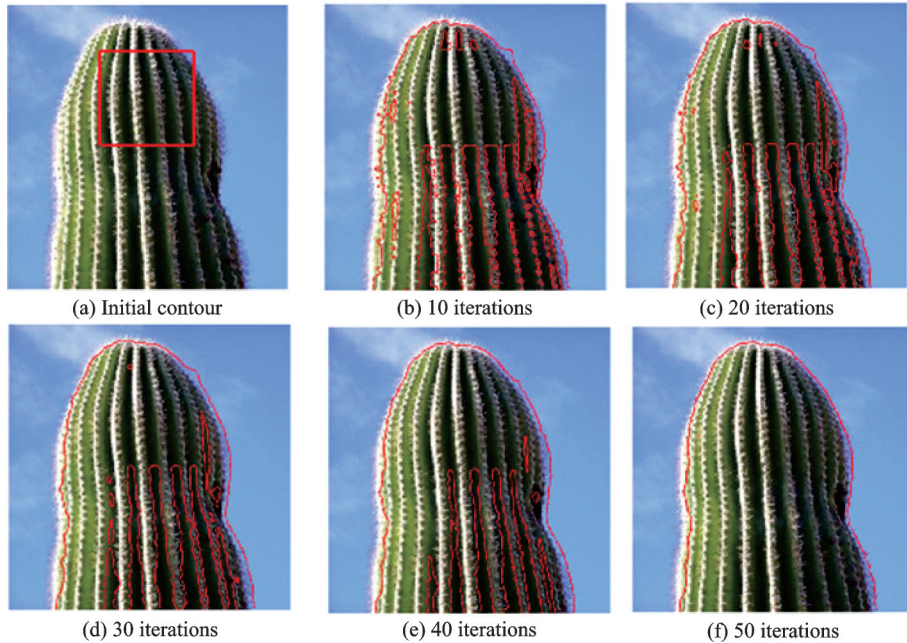 (a) Initial contour
(b) 10 iterations
(c) 20 iterations
(d) 30 iterations
(e) 40 iterations
(f) 50 iterations